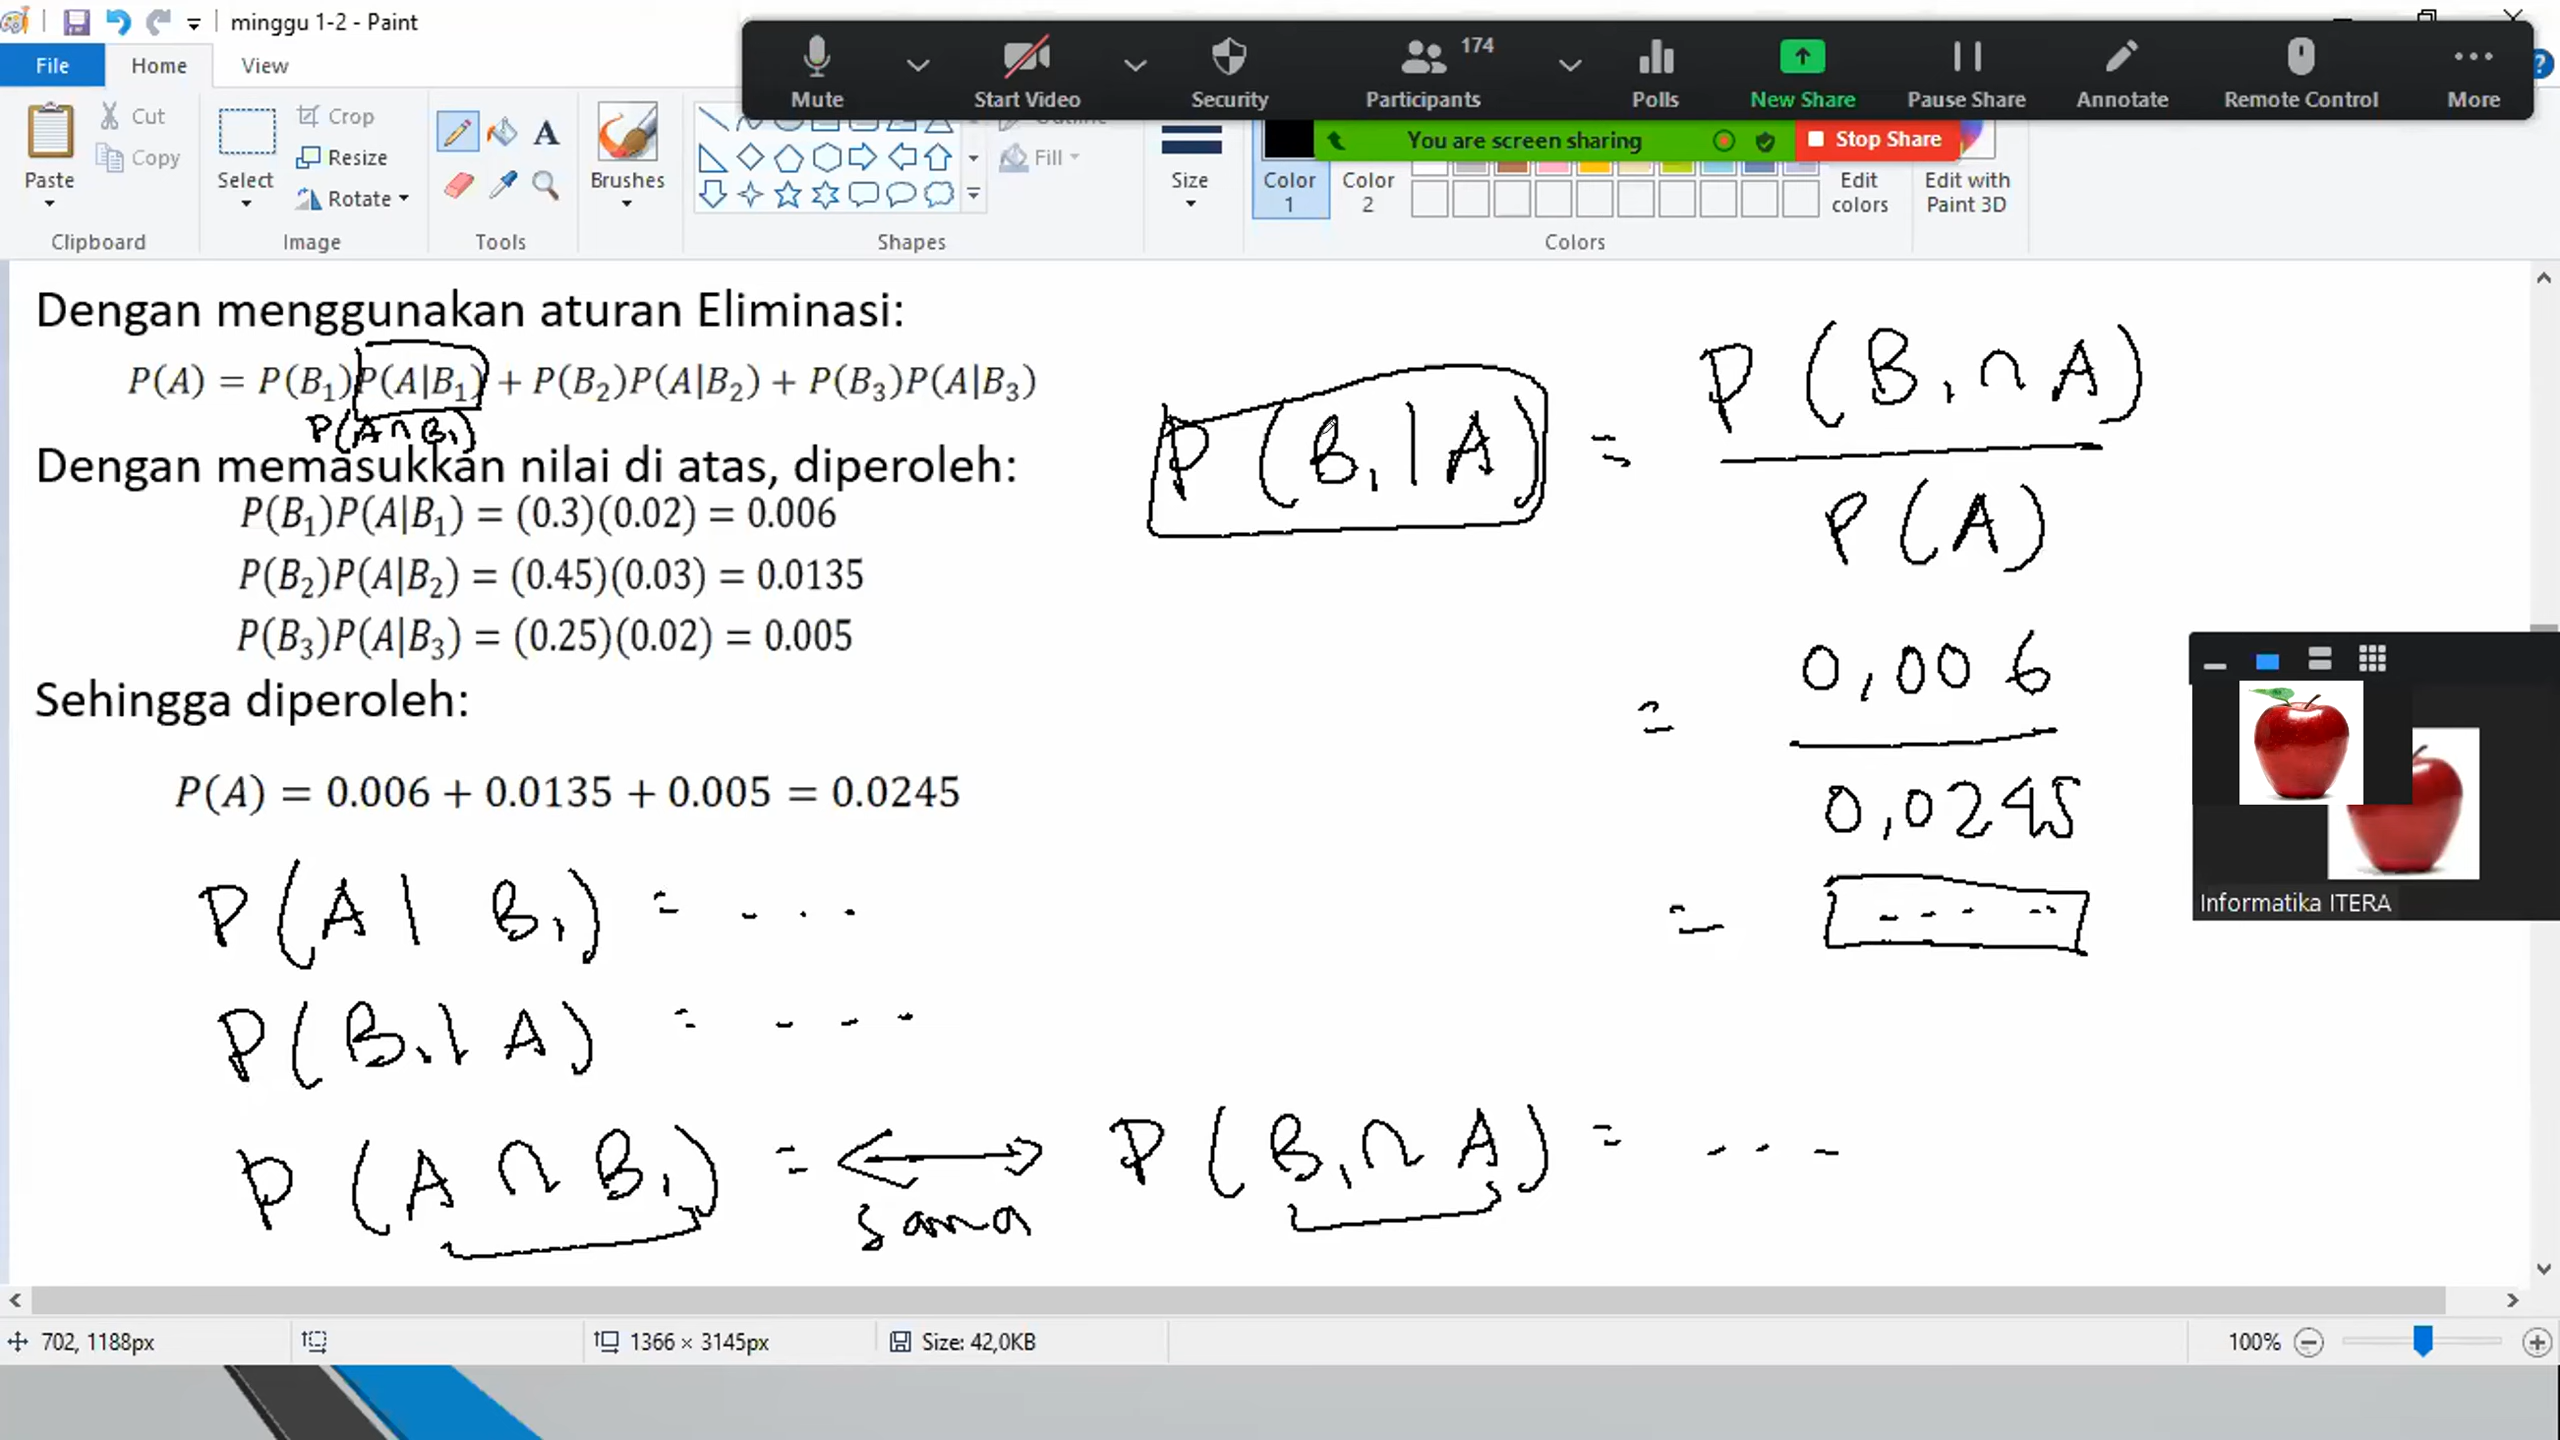 minggu 1-2 - Paint
File Home View
Mute Start Video Security Participants 174 Polls New Share Pause Share Annotate Remote Control More
You are screen sharing Stop Share
Paste Cut Copy Clipboard
Select Crop Resize Rotate Image
Tools
Brushes
Outline Fill Shapes
Size
Color 1 Color 2 Edit colors Edit with Paint 3D Colors
Dengan menggunakan aturan Eliminasi:
P(A) = P(B₁)P(A|B₁) + P(B₂)P(A|B₂) + P(B₃)P(A|B₃)
P(A∩B₁)
Dengan memasukkan nilai di atas, diperoleh:
P(B₁)P(A|B₁) = (0.3)(0.02) = 0.006
P(B₂)P(A|B₂) = (0.45)(0.03) = 0.0135
P(B₃)P(A|B₃) = (0.25)(0.02) = 0.005
Sehingga diperoleh:
P(A) = 0.006 + 0.0135 + 0.005 = 0.0245
P(A | B₁) = - . .
P(B₁ | A) = - - -
P(A ∩ B₁) = ⟷ P(B₁ ∩ A) = - - -
sama
P(B₁ | A) = P(B₁ ∩ A)
P(A)
= 0,006
0,0245
= - - - --
Informatika ITERA
702, 1188px 1366 × 3145px Size: 42,0KB 100%